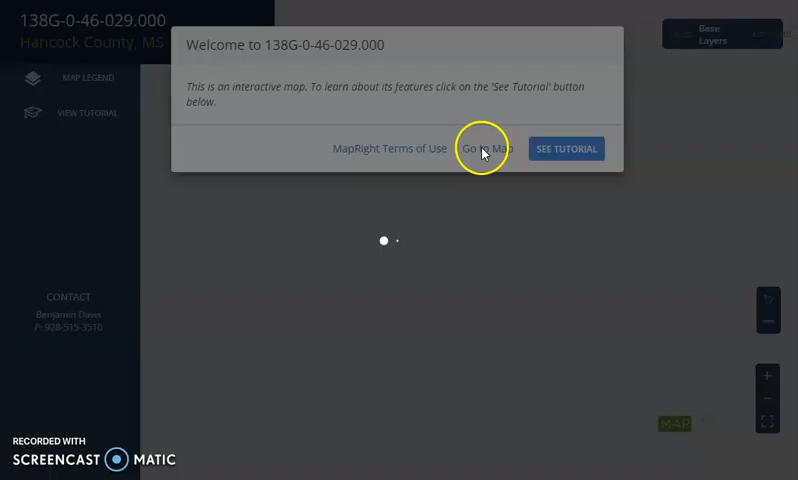 138G-0-46-029.000
Hancock County, MS
Base
Layers
MAP LEGEND
VIEW TUTORIAL
Welcome to 138G-0-46-029.000
This is an interactive map. To learn about its features click on the 'See Tutorial' button
below.
MapRight Terms of Use Go to Map SEE TUTORIAL
CONTACT
Benjamin Davis
P: 928-515-3510
MAP
RECORDED WITH
SCREENCAST MATIC